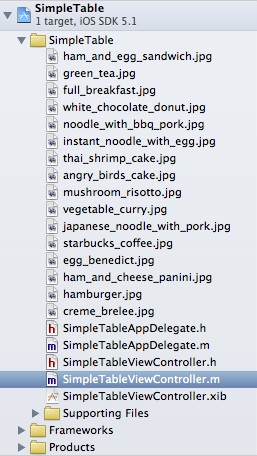 SimpleTable
1 target, iOS SDK 5.1
SimpleTable
ham_and_egg_sandwich.jpg
green_tea.jpg
full_breakfast.jpg
white_chocolate_donut.jpg
noodle_with_bbq_pork.jpg
instant_noodle_with_egg.jpg
thai_shrimp_cake.jpg
angry_birds_cake.jpg
mushroom_risotto.jpg
vegetable_curry.jpg
japanese_noodle_with_pork.jpg
starbucks_coffee.jpg
egg_benedict.jpg
ham_and_cheese_panini.jpg
hamburger.jpg
creme_brelee.jpg
h SimpleTableAppDelegate.h
m SimpleTableAppDelegate.m
h SimpleTableViewController.h
m SimpleTableViewController.m
SimpleTableViewController.xib
Supporting Files
Frameworks
Products